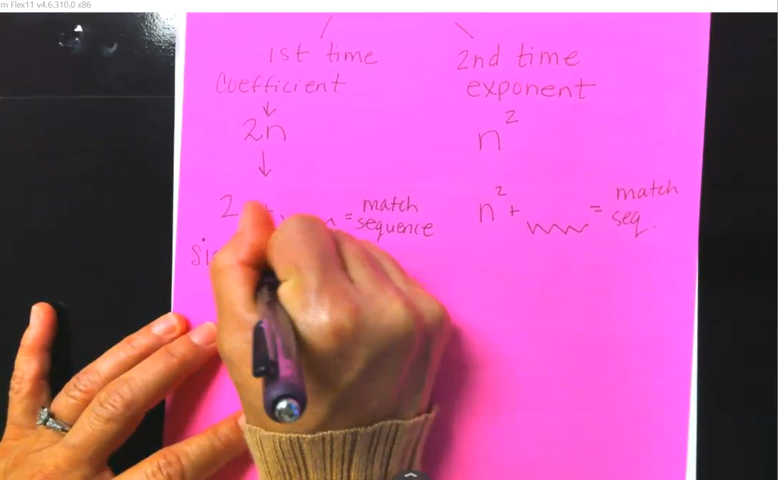 m Flex11 v4.6.310.0 x86
1st time
coefficient
2n
2 +
= match
sequence
2nd time
exponent
n²
n² +
= match
seq.